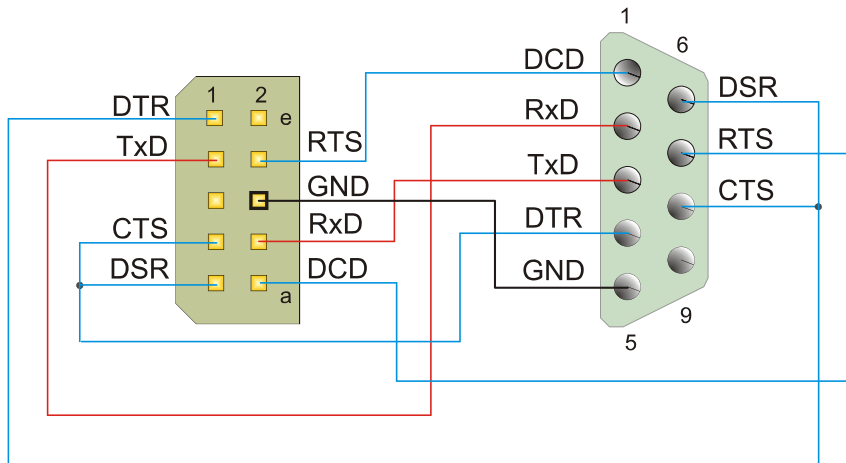 1
6
DCD
DSR
1 2
DTR
e
RxD
TxD
RTS
RTS
TxD
GND
CTS
CTS
RxD
DTR
DSR
DCD
GND
a
5
9